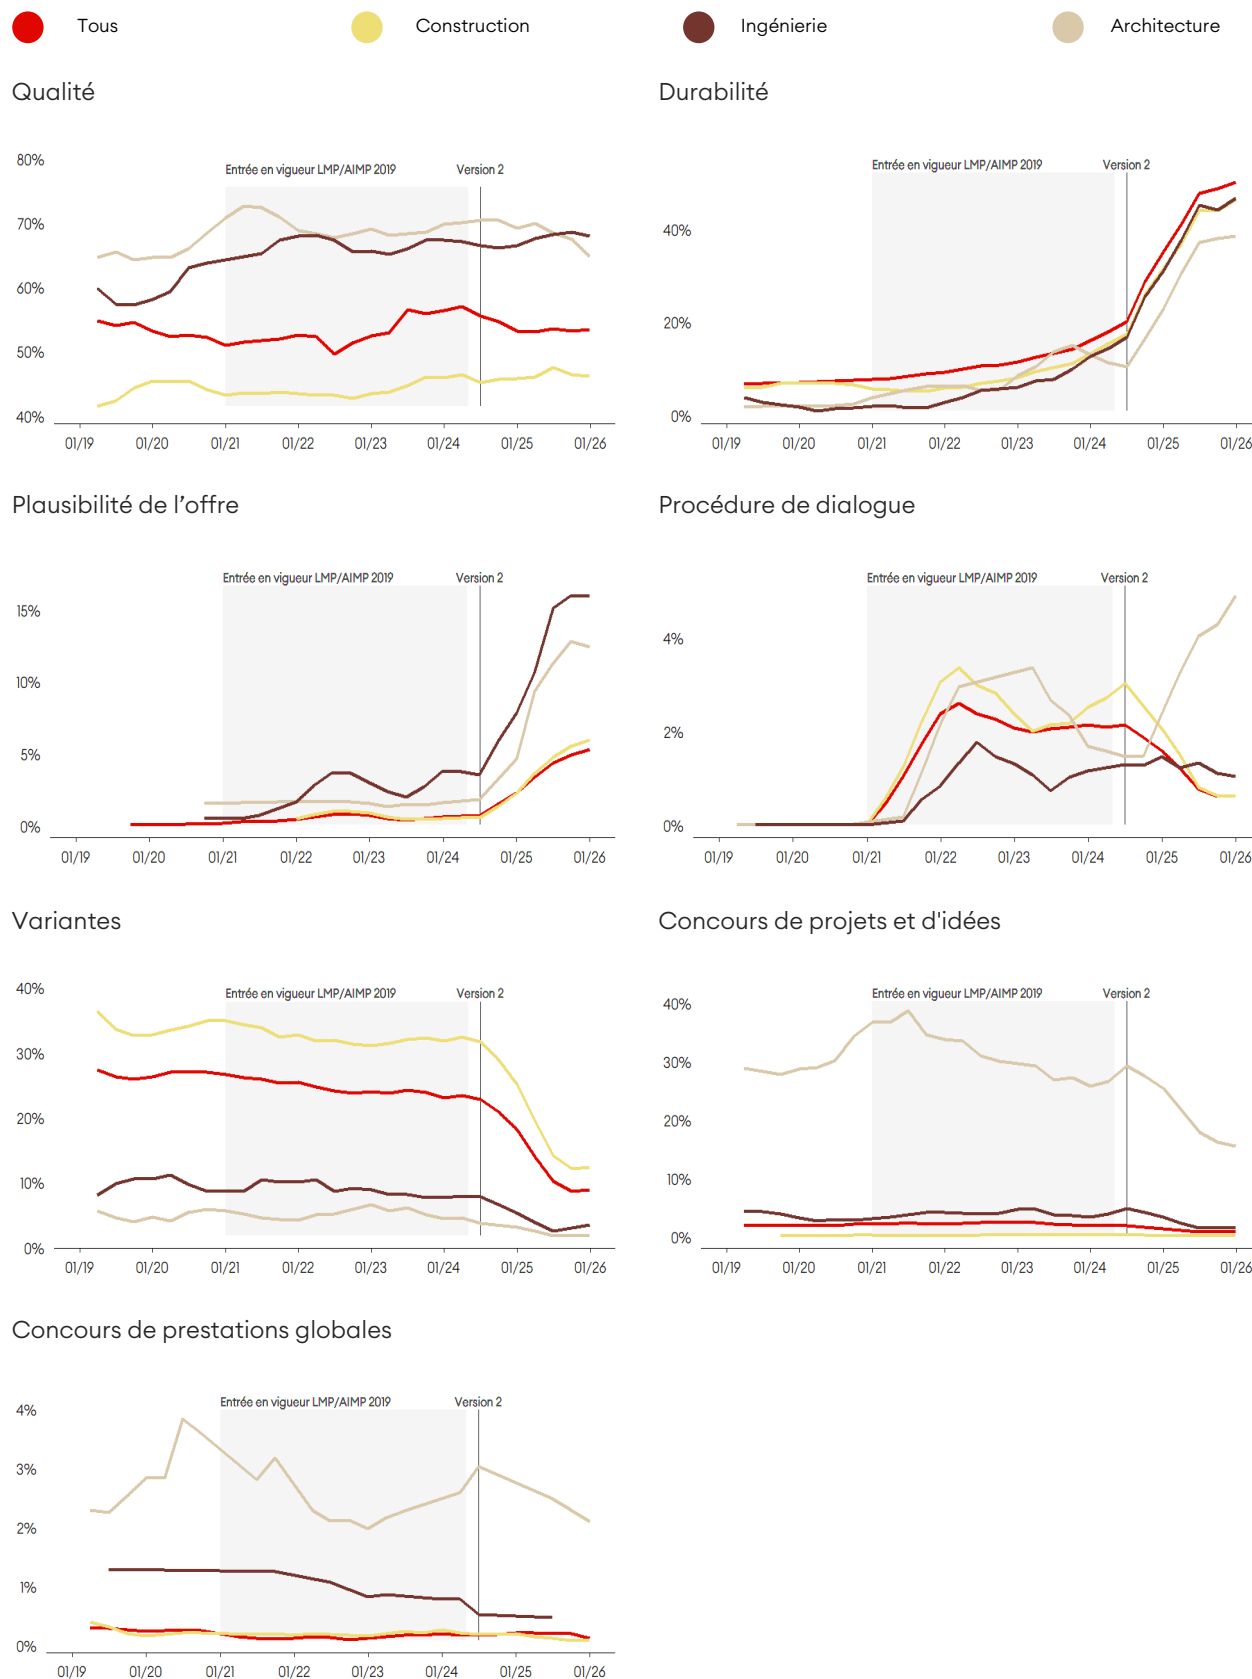 Tous Construction Ingénierie Architecture
Qualité
Entrée en vigueur LMP/AIMP 2019 Version 2
80%
70%
60%
50%
40%
01/19 01/20 01/21 01/22 01/23 01/24 01/25 01/26
Durabilité
Entrée en vigueur LMP/AIMP 2019 Version 2
40%
20%
0%
01/19 01/20 01/21 01/22 01/23 01/24 01/25 01/26
Plausibilité de l’offre
Entrée en vigueur LMP/AIMP 2019 Version 2
15%
10%
5%
0%
01/19 01/20 01/21 01/22 01/23 01/24 01/25 01/26
Procédure de dialogue
Entrée en vigueur LMP/AIMP 2019 Version 2
4%
2%
0%
01/19 01/20 01/21 01/22 01/23 01/24 01/25 01/26
Variantes
Entrée en vigueur LMP/AIMP 2019 Version 2
40%
30%
20%
10%
0%
01/19 01/20 01/21 01/22 01/23 01/24 01/25 01/26
Concours de projets et d'idées
Entrée en vigueur LMP/AIMP 2019 Version 2
40%
30%
20%
10%
0%
01/19 01/20 01/21 01/22 01/23 01/24 01/25 01/26
Concours de prestations globales
Entrée en vigueur LMP/AIMP 2019 Version 2
4%
3%
2%
1%
0%
01/19 01/20 01/21 01/22 01/23 01/24 01/25 01/26